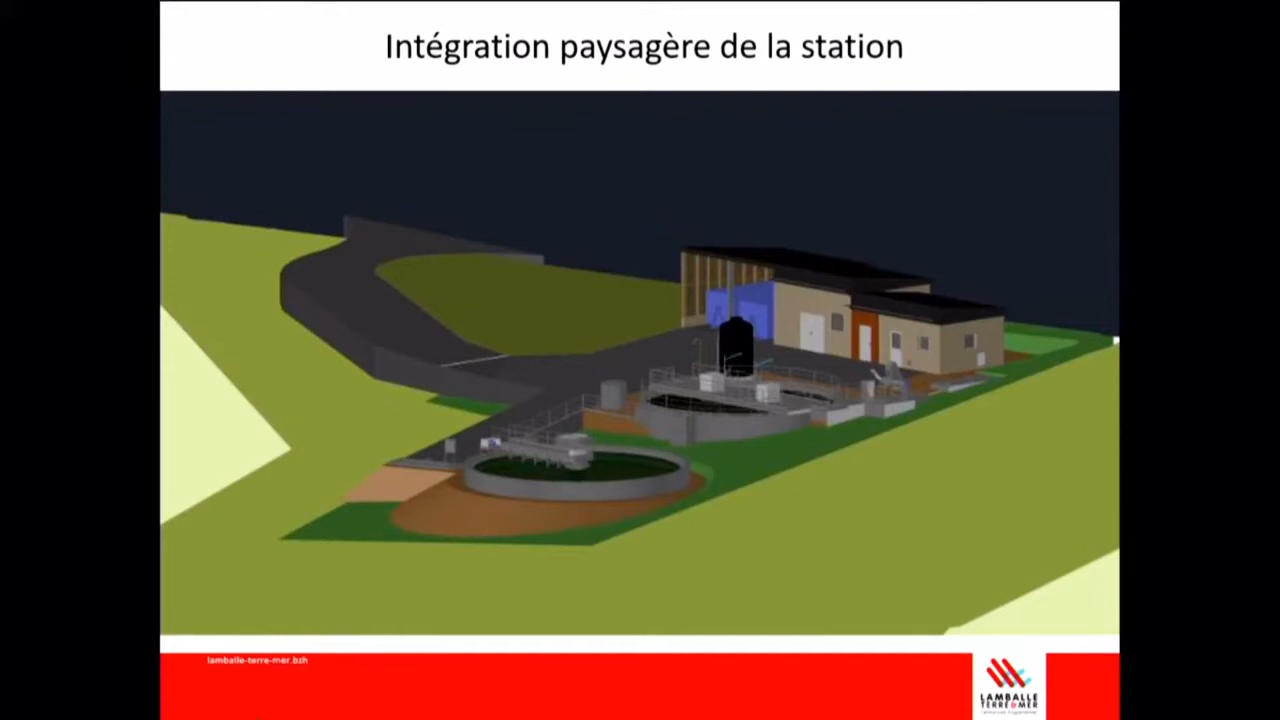 Intégration paysagère de la station
lamballe-terre-mer.bzh
LAMBALLE
TERRE & MER